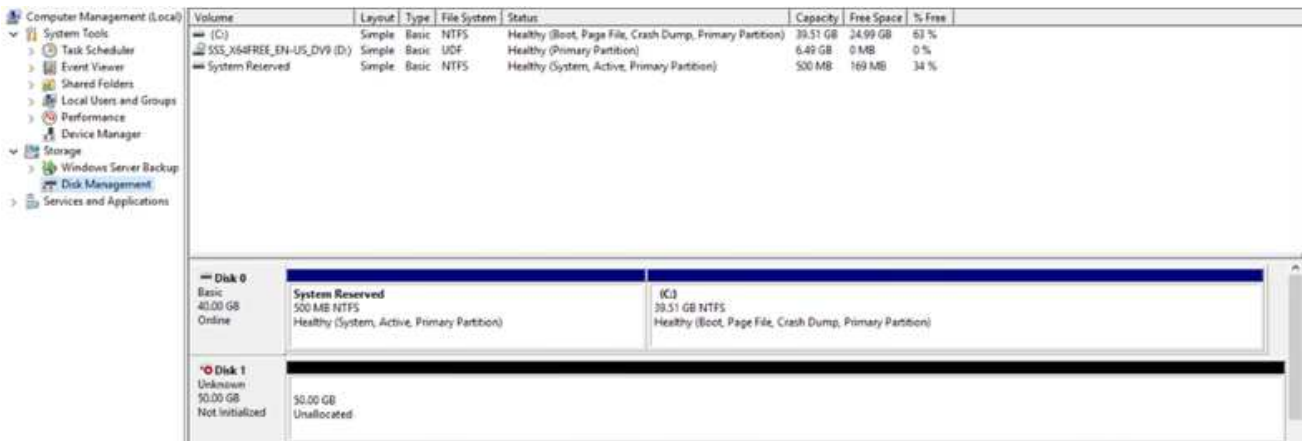 Computer Management (Local)
System Tools
Task Scheduler
Event Viewer
Shared Folders
Local Users and Groups
Performance
Device Manager
Storage
Windows Server Backup
Disk Management
Services and Applications
Volume Layout Type File System Status Capacity Free Space % Free
(C:) Simple Basic NTFS Healthy (Boot, Page File, Crash Dump, Primary Partition) 39.51 GB 24.99 GB 63 %
SSS_X64FREE_EN-US_DV9 (D:) Simple Basic UDF Healthy (Primary Partition) 6.49 GB 0 MB 0 %
System Reserved Simple Basic NTFS Healthy (System, Active, Primary Partition) 500 MB 169 MB 34 %
Disk 0
Basic
40.00 GB
Online
System Reserved
500 MB NTFS
Healthy (System, Active, Primary Partition)
(C:)
39.51 GB NTFS
Healthy (Boot, Page File, Crash Dump, Primary Partition)
Disk 1
Unknown
50.00 GB
Not Initialized
50.00 GB
Unallocated